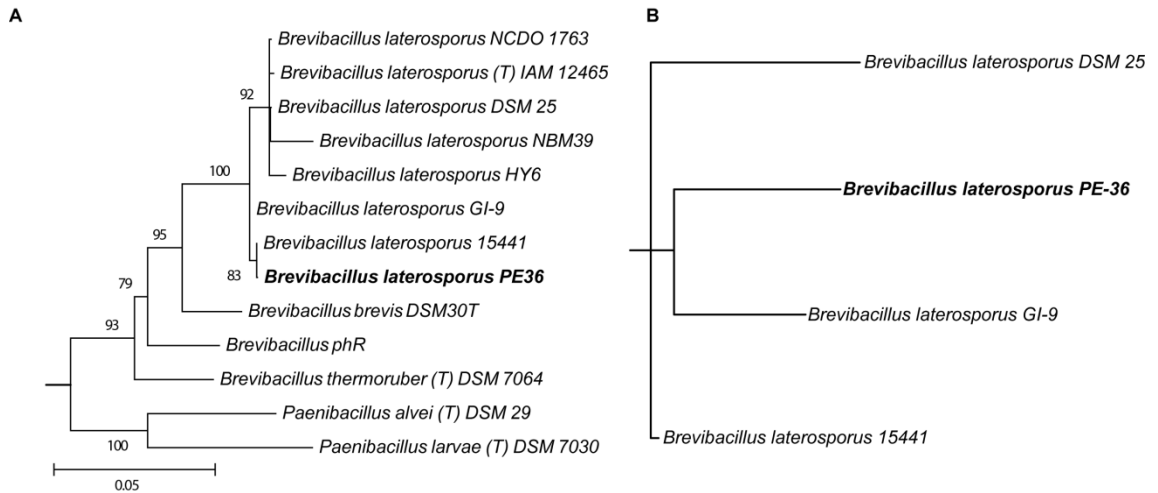 A
Brevibacillus laterosporus NCDO 1763
Brevibacillus laterosporus (T) IAM 12465
92
Brevibacillus laterosporus DSM 25
Brevibacillus laterosporus NBM39
100
Brevibacillus laterosporus HY6
Brevibacillus laterosporus GI-9
95
Brevibacillus laterosporus 15441
83
Brevibacillus laterosporus PE36
79
Brevibacillus brevis DSM30T
93
Brevibacillus phR
Brevibacillus thermoruber (T) DSM 7064
Paenibacillus alvei (T) DSM 29
100
Paenibacillus larvae (T) DSM 7030
0.05
B
Brevibacillus laterosporus DSM 25
Brevibacillus laterosporus PE-36
Brevibacillus laterosporus GI-9
Brevibacillus laterosporus 15441